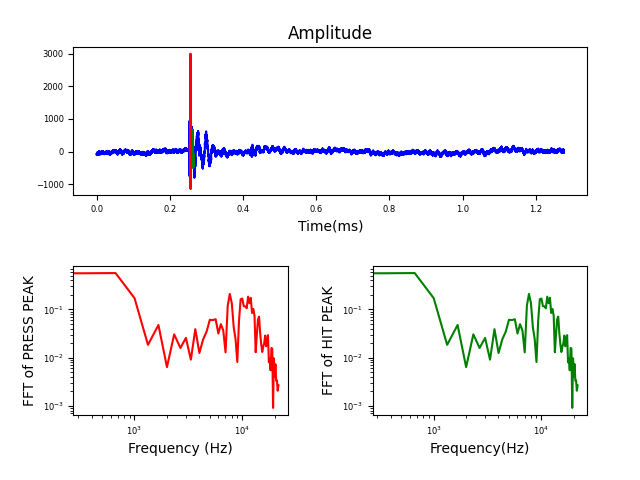 Amplitude
3000
2000
1000
0
−1000
0.0 0.2 0.4 0.6 0.8 1.0 1.2
Time(ms)
FFT of PRESS PEAK
10⁻¹
10⁻²
10⁻³
10³ 10⁴
Frequency (Hz)
FFT of HIT PEAK
10⁻¹
10⁻²
10⁻³
10³ 10⁴
Frequency(Hz)